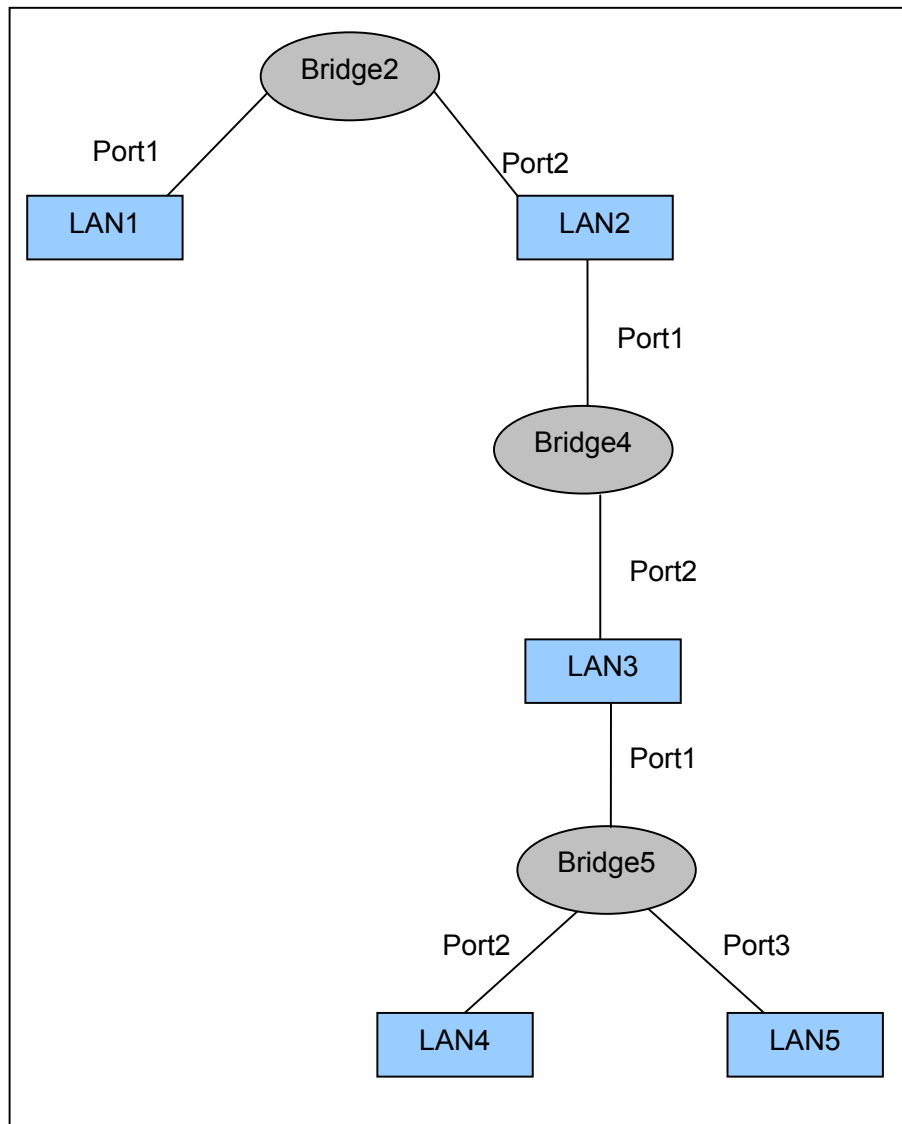 Bridge2
Port1
Port2
LAN1
LAN2
Port1
Bridge4
Port2
LAN3
Port1
Bridge5
Port2
Port3
LAN4
LAN5